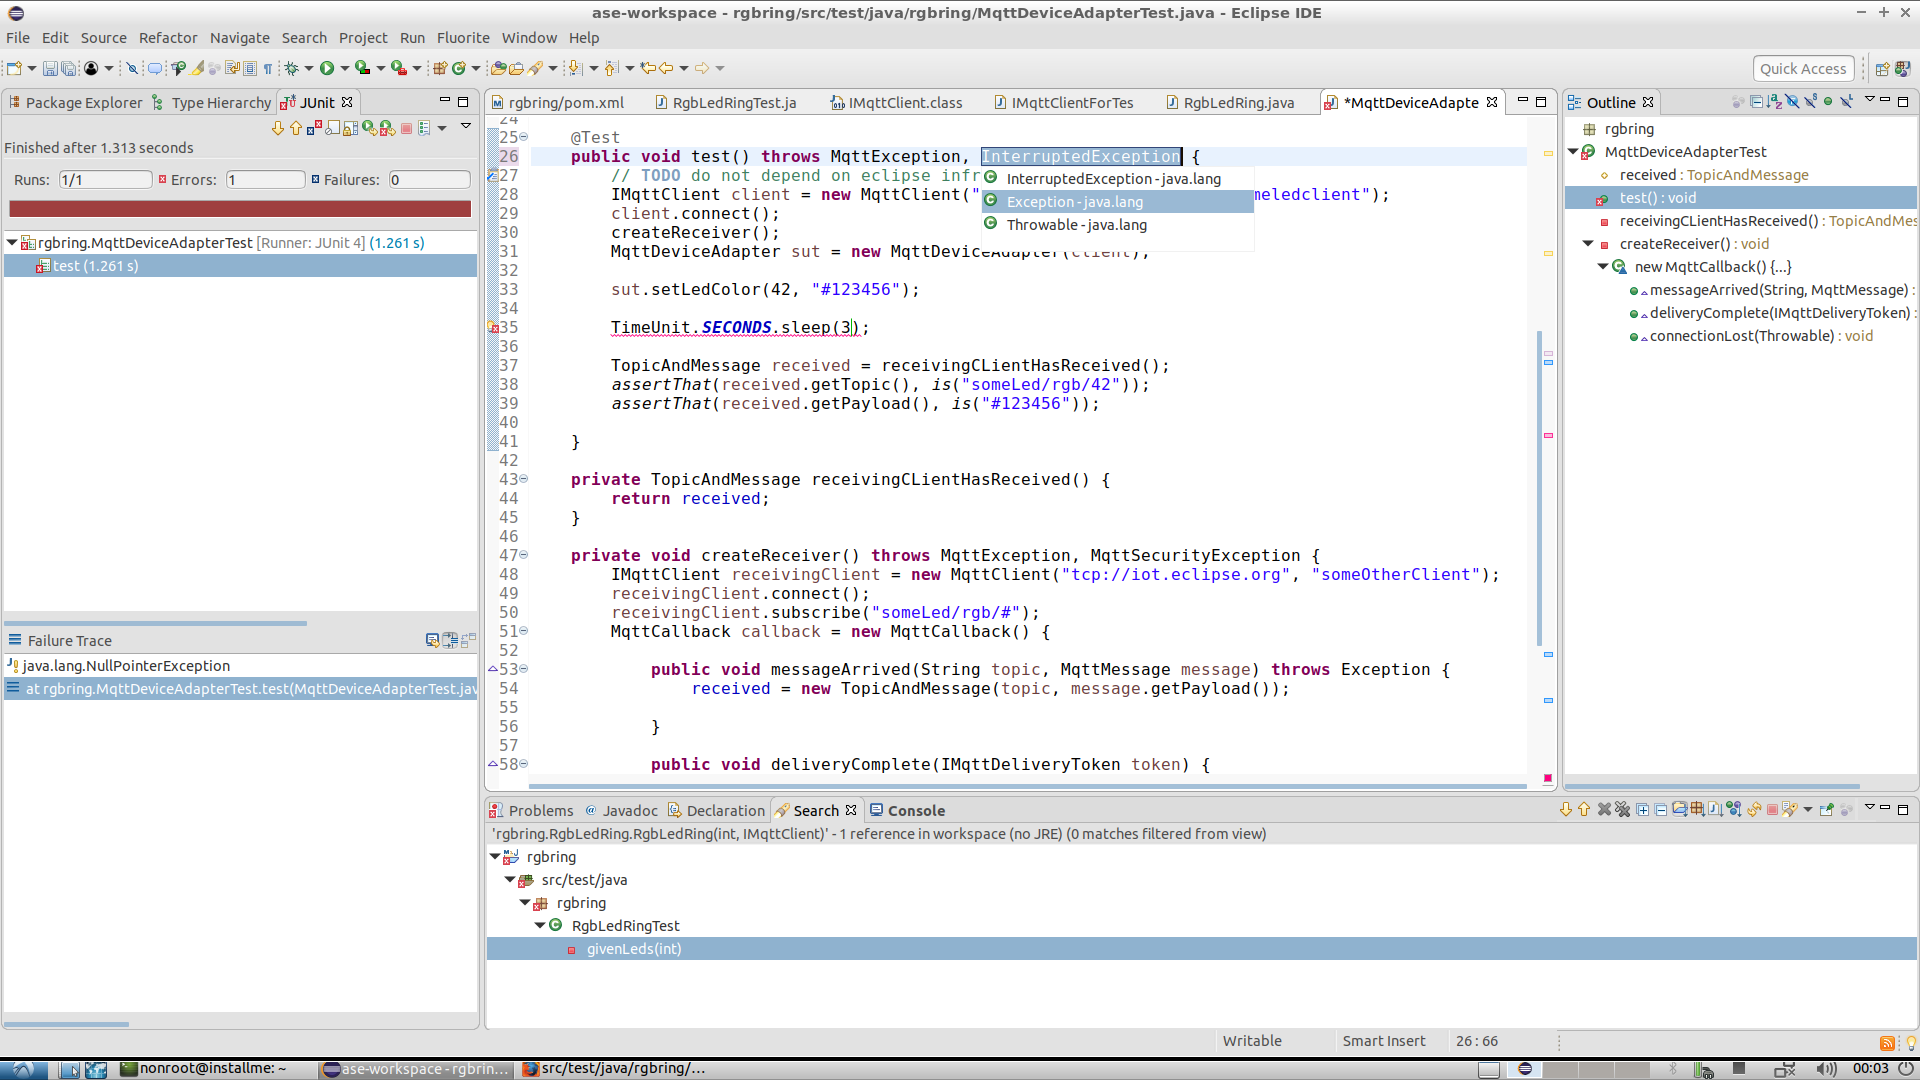 ase-workspace - rgbring/src/test/java/rgbring/MqttDeviceAdapterTest.java - Eclipse IDE
File Edit Source Refactor Navigate Search Project Run Fluorite Window Help
Quick Access
Package Explorer Type Hierarchy JUnit
Finished after 1.313 seconds
Runs: 1/1 Errors: 1 Failures: 0
rgbring.MqttDeviceAdapterTest [Runner: JUnit 4] (1.261 s)
test (1.261 s)
Failure Trace
java.lang.NullPointerException
at rgbring.MqttDeviceAdapterTest.test(MqttDeviceAdapterTest.jav
rgbring/pom.xml RgbLedRingTest.ja IMqttClient.class IMqttClientForTes RgbLedRing.java *MqttDeviceAdapte
24
25 @Test
26 public void test() throws MqttException, InterruptedException {
27 // TODO do not depend on eclipse infr
28 IMqttClient client = new MqttClient(" meledclient");
29 client.connect();
30 createReceiver();
31 MqttDeviceAdapter sut = new MqttDeviceAdapter(client);
32
33 sut.setLedColor(42, "#123456");
34
35 TimeUnit.SECONDS.sleep(3);
36
37 TopicAndMessage received = receivingCLientHasReceived();
38 assertThat(received.getTopic(), is("someLed/rgb/42"));
39 assertThat(received.getPayload(), is("#123456"));
40
41 }
42
43 private TopicAndMessage receivingCLientHasReceived() {
44 return received;
45 }
46
47 private void createReceiver() throws MqttException, MqttSecurityException {
48 IMqttClient receivingClient = new MqttClient("tcp://iot.eclipse.org", "someOtherClient");
49 receivingClient.connect();
50 receivingClient.subscribe("someLed/rgb/#");
51 MqttCallback callback = new MqttCallback() {
52
53 public void messageArrived(String topic, MqttMessage message) throws Exception {
54 received = new TopicAndMessage(topic, message.getPayload());
55
56 }
57
58 public void deliveryComplete(IMqttDeliveryToken token) {
InterruptedException - java.lang
Exception - java.lang
Throwable - java.lang
Outline
rgbring
MqttDeviceAdapterTest
received : TopicAndMessage
test() : void
receivingCLientHasReceived() : TopicAndMes
createReceiver() : void
new MqttCallback() {...}
messageArrived(String, MqttMessage) :
deliveryComplete(IMqttDeliveryToken) :
connectionLost(Throwable) : void
Problems Javadoc Declaration Search Console
'rgbring.RgbLedRing.RgbLedRing(int, IMqttClient)' - 1 reference in workspace (no JRE) (0 matches filtered from view)
rgbring
src/test/java
rgbring
RgbLedRingTest
givenLeds(int)
Writable Smart Insert 26 : 66
nonroot@installme: ~ ase-workspace - rgbrin... src/test/java/rgbring/... 00:03